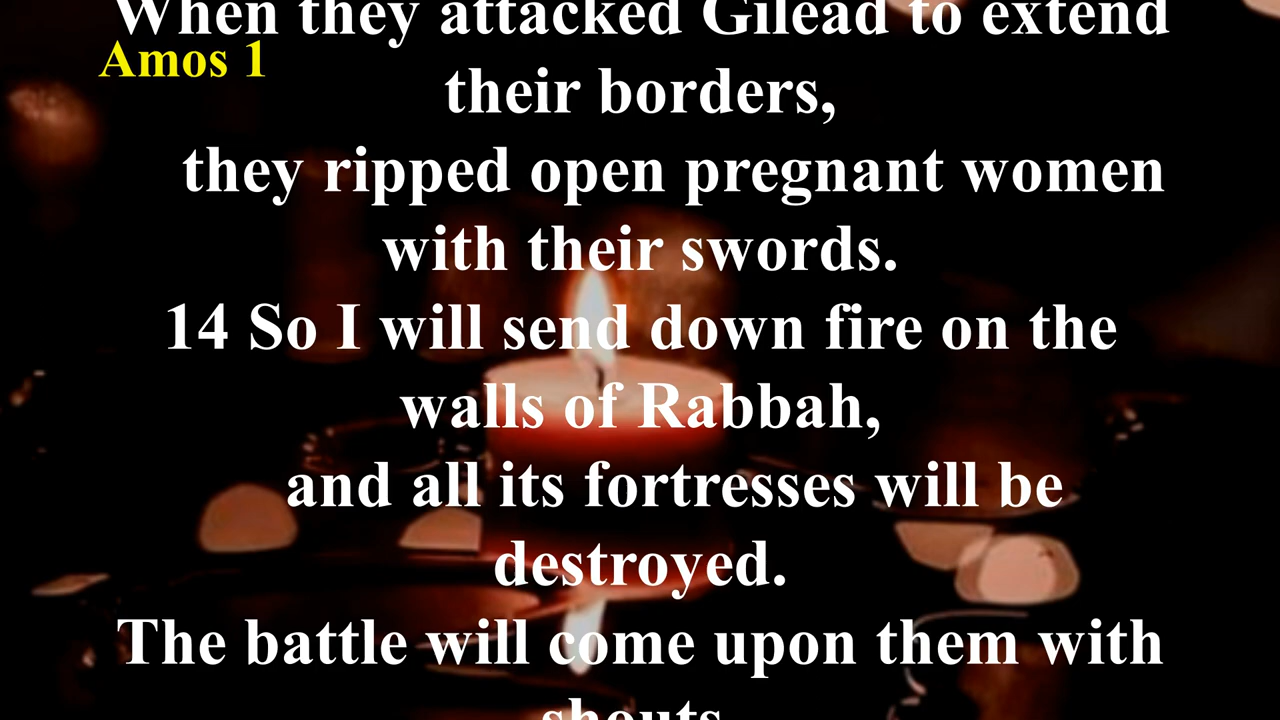 When they attacked Gilead to extend
Amos 1
their borders,
they ripped open pregnant women
with their swords.
14 So I will send down fire on the
walls of Rabbah,
and all its fortresses will be
destroyed.
The battle will come upon them with
shouts